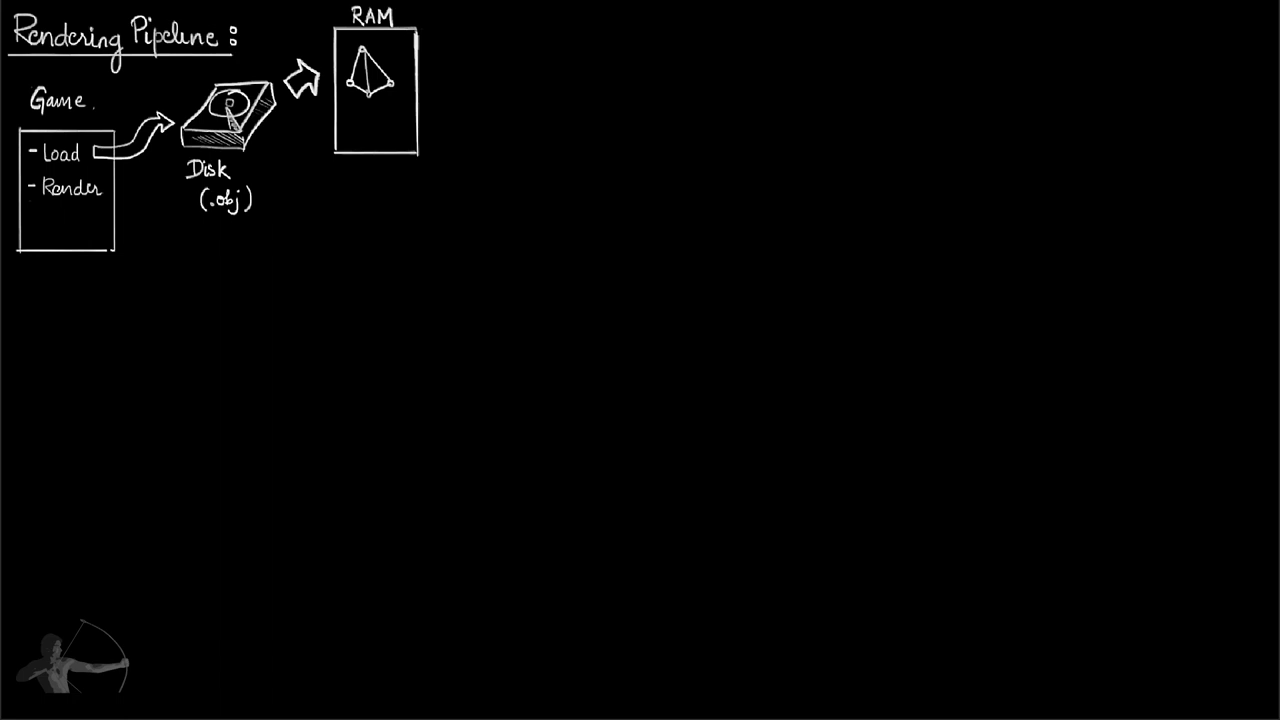 Rendering Pipeline :
RAM
Game.
- Load
- Render
Disk
(.obj)